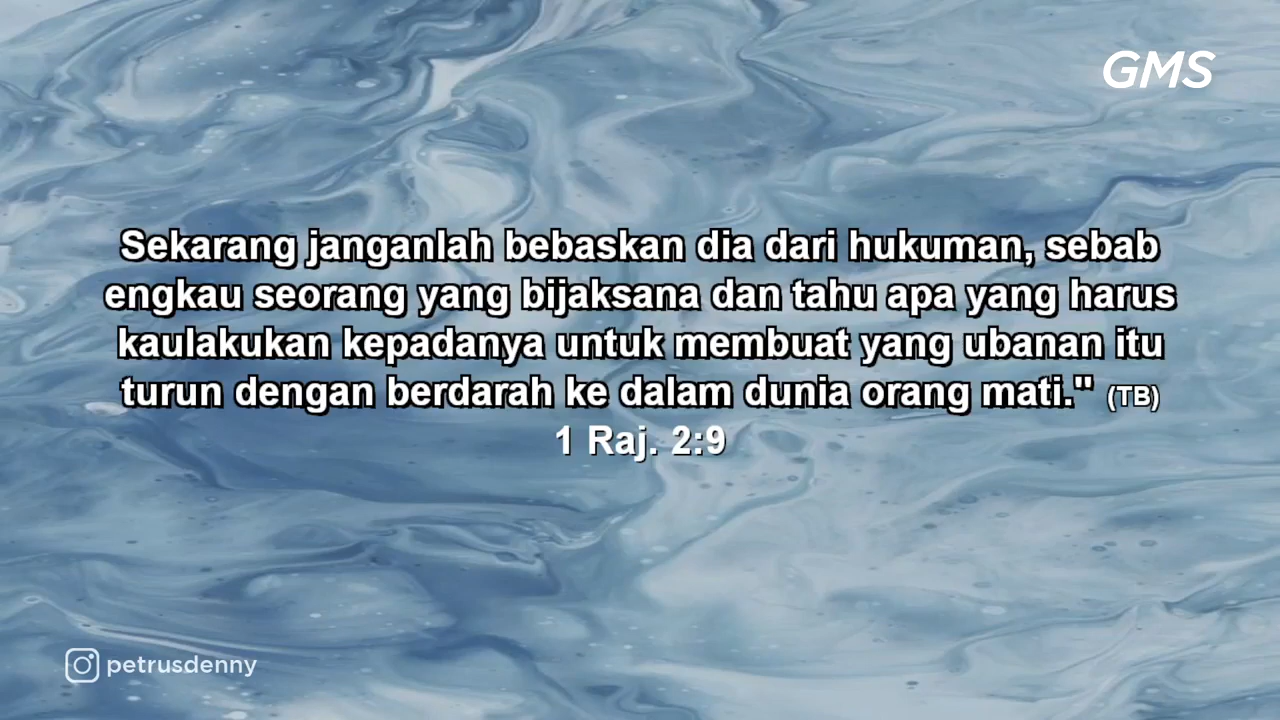 GMS
Sekarang janganlah bebaskan dia dari hukuman, sebab
engkau seorang yang bijaksana dan tahu apa yang harus
kaulakukan kepadanya untuk membuat yang ubanan itu
turun dengan berdarah ke dalam dunia orang mati." (TB)
1 Raj. 2:9
petrusdenny